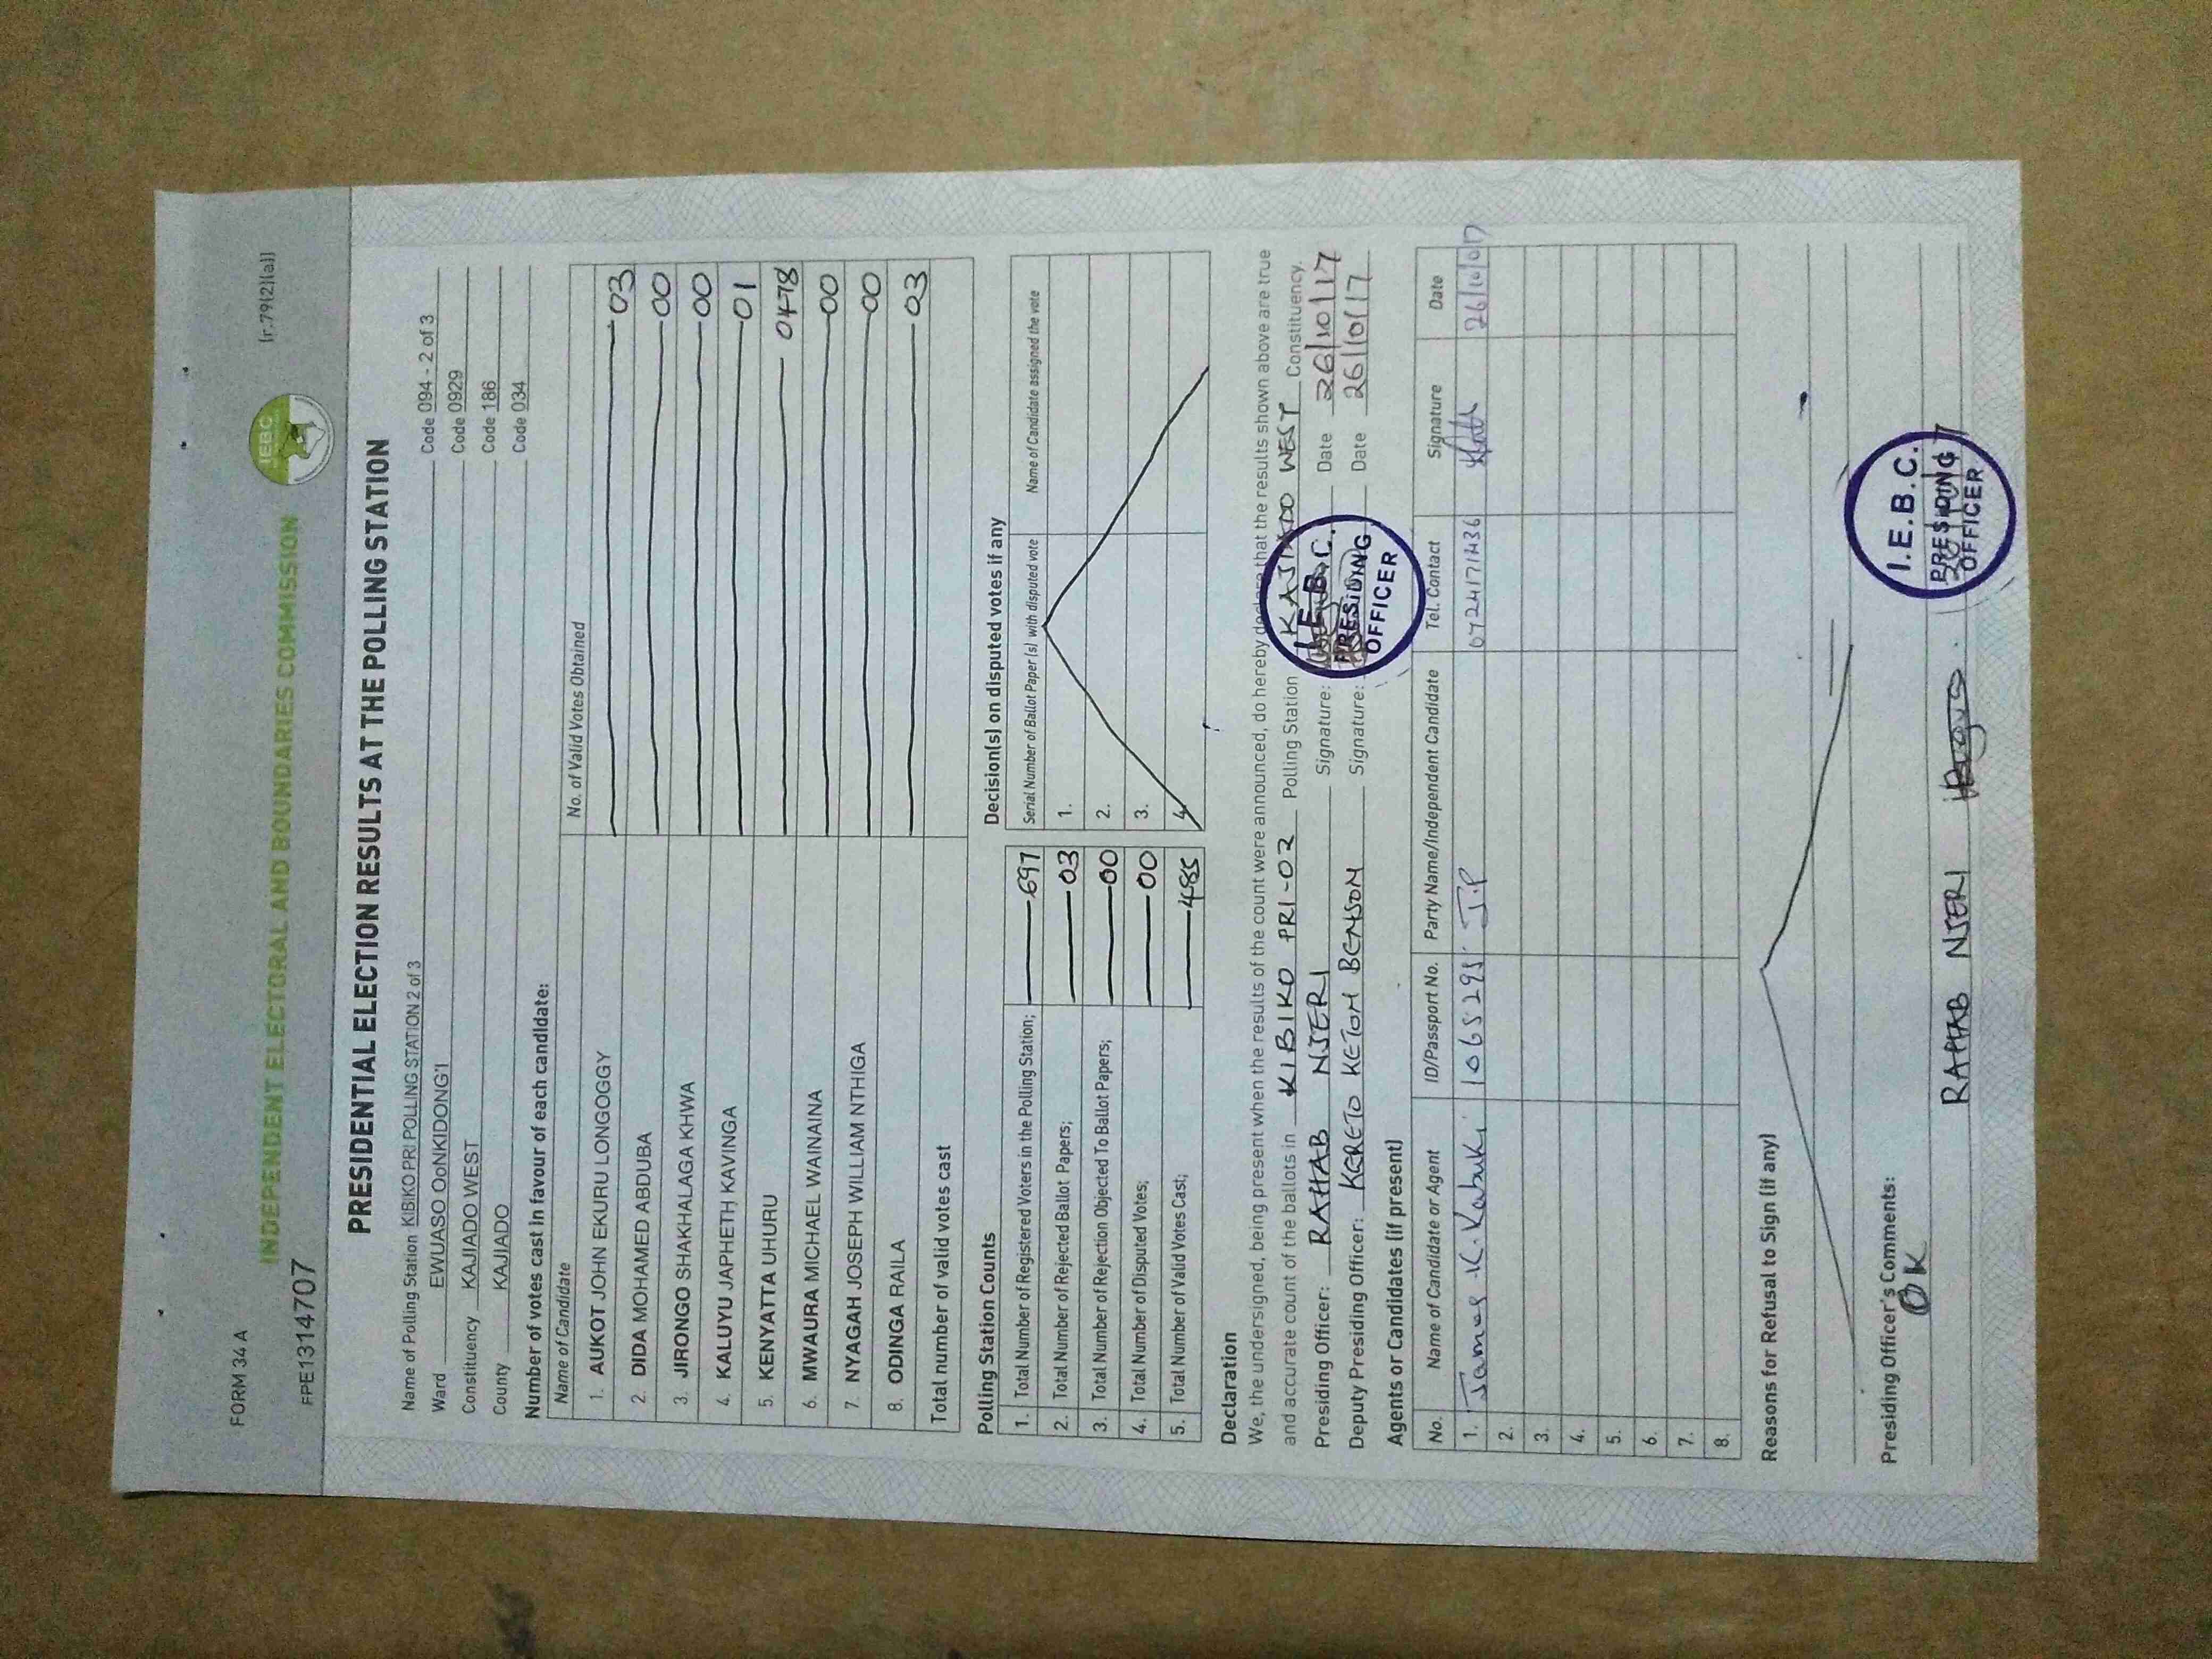 FORM 34 A
(r.79(2)(a))
INDEPENDENT ELECTORAL AND BOUNDARIES COMMISSION
IEBC
FPE1314707
PRESIDENTIAL ELECTION RESULTS AT THE POLLING STATION
Name of Polling Station KIBIKO PRI POLLING STATION 2 of 3 Code 094 - 2 of 3
Ward EWUASO OoNKIDONG'I Code 0929
Constituency KAJIADO WEST Code 186
County KAJIADO Code 034
Number of votes cast in favour of each candidate:
Name of Candidate No. of Valid Votes Obtained
1. AUKOT JOHN EKURU LONGOGGY 03
2. DIDA MOHAMED ABDUBA 00
3. JIRONGO SHAKHALAGA KHWA 00
4. KALUYU JAPHETH KAVINGA 01
5. KENYATTA UHURU 0478
6. MWAURA MICHAEL WAINAINA 00
7. NYAGAH JOSEPH WILLIAM NTHIGA 00
8. ODINGA RAILA 03
Total number of valid votes cast
Polling Station Counts
1. Total Number of Registered Voters in the Polling Station; 697
2. Total Number of Rejected Ballot Papers; 03
3. Total Number of Rejection Objected To Ballot Papers; 00
4. Total Number of Disputed Votes; 00
5. Total Number of Valid Votes Cast; 485
Decision(s) on disputed votes if any
Serial Number of Ballot Paper (s) with disputed vote Name of Candidate assigned the vote
1.
2.
3.
4.
Declaration
We, the undersigned, being present when the results of the count were announced, do hereby declare that the results shown above are true
and accurate count of the ballots in KIBIKO PRI-02 Polling Station KAJIADO WEST Constituency.
Presiding Officer: RAHAB NJERI Signature: Date 26/10/17
Deputy Presiding Officer: KERETO KETOH BENSON Signature: Date 26/10/17
I.E.B.C.
PRESIDING
OFFICER
Agents or Candidates (if present)
No. Name of Candidate or Agent ID/Passport No. Party Name/Independent Candidate Tel. Contact Signature Date
1. James K. Kabuki 1065295 J.P 0724171436 26/10/017
2.
3.
4.
5.
6.
7.
8.
Reasons for Refusal to Sign (if any)
Presiding Officer's Comments:
OK
RAHAB NJERI
I.E.B.C.
PRESIDING
OFFICER